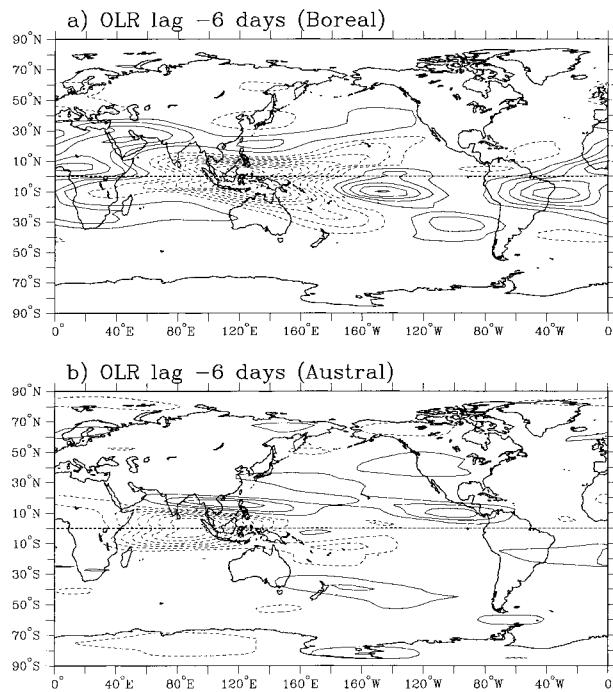 a) OLR lag −6 days (Boreal)
90°N
70°N
50°N
30°N
10°N
0°
10°S
30°S
50°S
70°S
90°S
0° 40°E 80°E 120°E 160°E 160°W 120°W 80°W 40°W 0
b) OLR lag −6 days (Austral)
90°N
70°N
50°N
30°N
10°N
0°
10°S
30°S
50°S
70°S
90°S
0 40°E 80°E 120°E 160°E 160°W 120°W 80°W 40°W 0